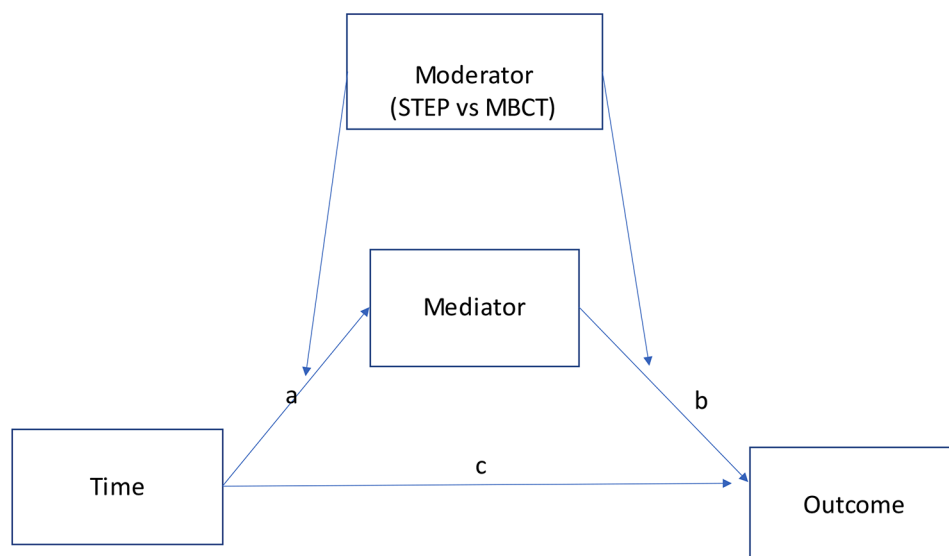 Moderator
(STEP vs MBCT)
Mediator
a
b
c
Time
Outcome